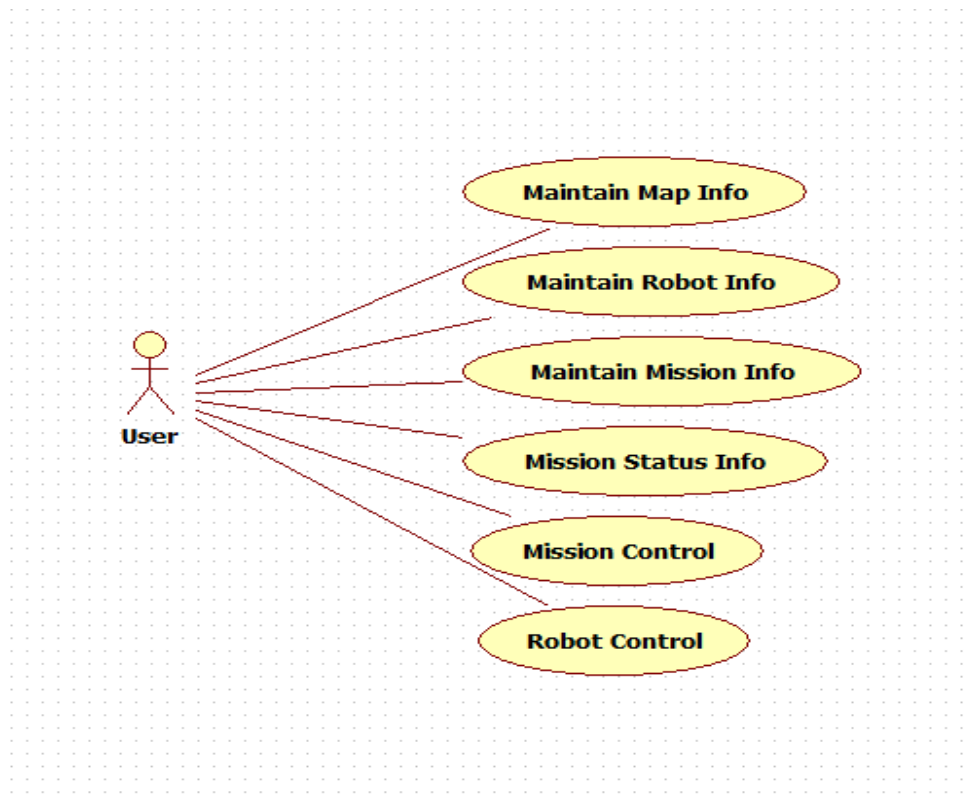 Maintain Map Info
Maintain Robot Info
Maintain Mission Info
User
Mission Status Info
Mission Control
Robot Control